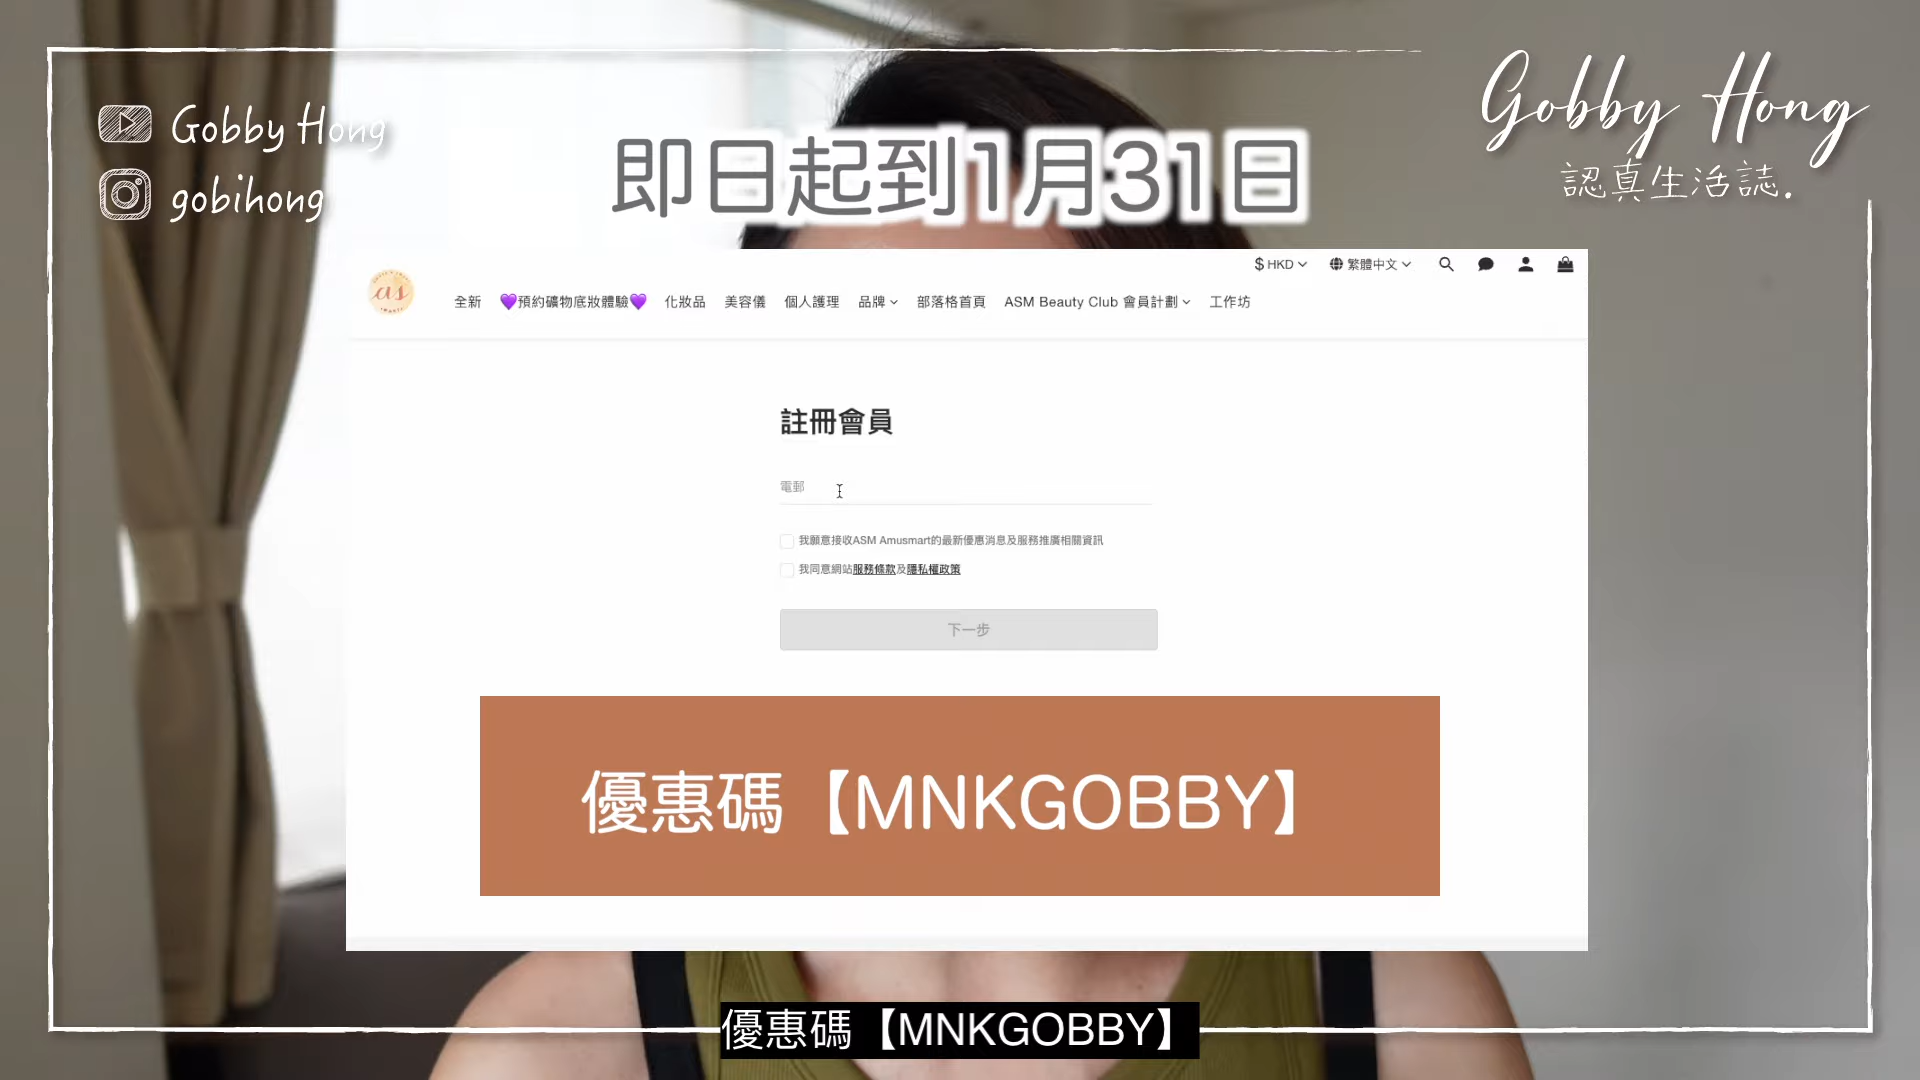 Gobby Hong
gobihong
Gobby Hong
認真生活誌.
即日起到1月31日
$ HKD
繁體中文
as
全新 💜預約礦物底妝體驗💜 化妝品 美容儀 個人護理 品牌 部落格首頁 ASM Beauty Club 會員計劃 工作坊
註冊會員
電郵
我願意接收ASM Amusmart的最新優惠消息及服務推廣相關資訊
我同意網站服務條款及隱私權政策
下一步
優惠碼【MNKGOBBY】
優惠碼【MNKGOBBY】